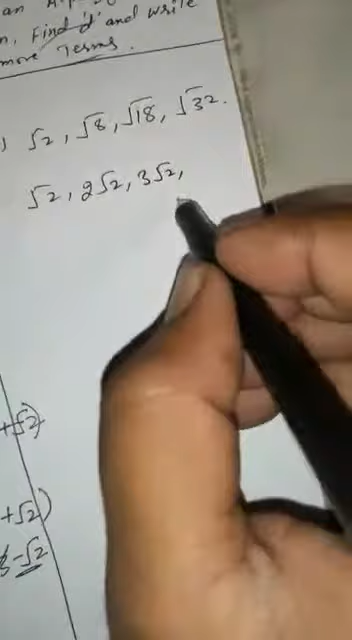 an A.P
n, Find 'd' and write
more Terms.
) √2, √8, √18, √32.
√2, 2√2, 3√2,
+√2)
+√2)
-√2